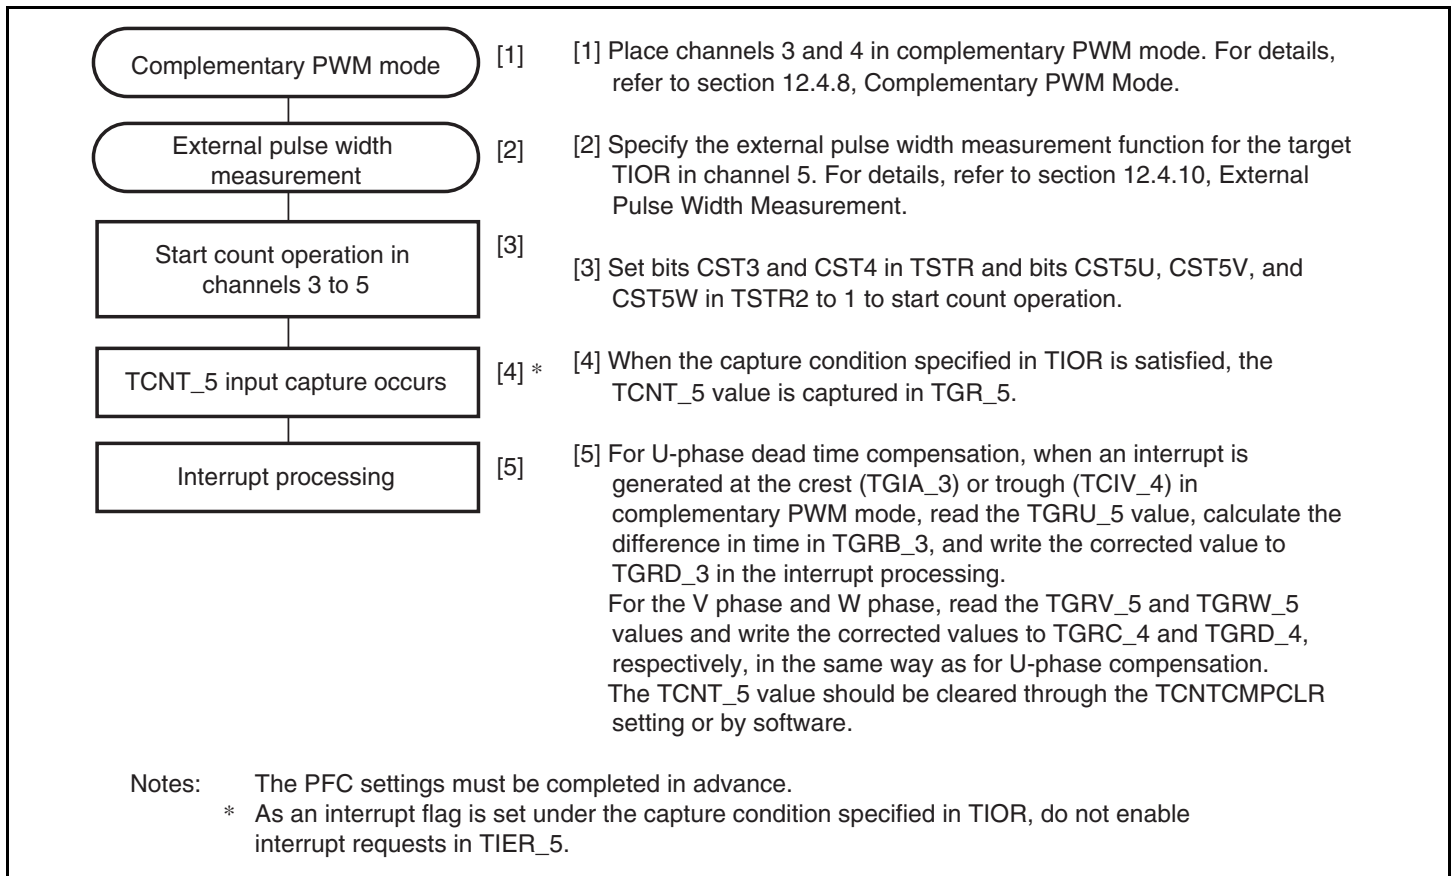 Complementary PWM mode [1]
External pulse width
measurement [2]
Start count operation in
channels 3 to 5 [3]
TCNT_5 input capture occurs [4] *
Interrupt processing [5]
[1] Place channels 3 and 4 in complementary PWM mode. For details,
refer to section 12.4.8, Complementary PWM Mode.
[2] Specify the external pulse width measurement function for the target
TIOR in channel 5. For details, refer to section 12.4.10, External
Pulse Width Measurement.
[3] Set bits CST3 and CST4 in TSTR and bits CST5U, CST5V, and
CST5W in TSTR2 to 1 to start count operation.
[4] When the capture condition specified in TIOR is satisfied, the
TCNT_5 value is captured in TGR_5.
[5] For U-phase dead time compensation, when an interrupt is
generated at the crest (TGIA_3) or trough (TCIV_4) in
complementary PWM mode, read the TGRU_5 value, calculate the
difference in time in TGRB_3, and write the corrected value to
TGRD_3 in the interrupt processing.
For the V phase and W phase, read the TGRV_5 and TGRW_5
values and write the corrected values to TGRC_4 and TGRD_4,
respectively, in the same way as for U-phase compensation.
The TCNT_5 value should be cleared through the TCNTCMPCLR
setting or by software.
Notes: The PFC settings must be completed in advance.
* As an interrupt flag is set under the capture condition specified in TIOR, do not enable
interrupt requests in TIER_5.